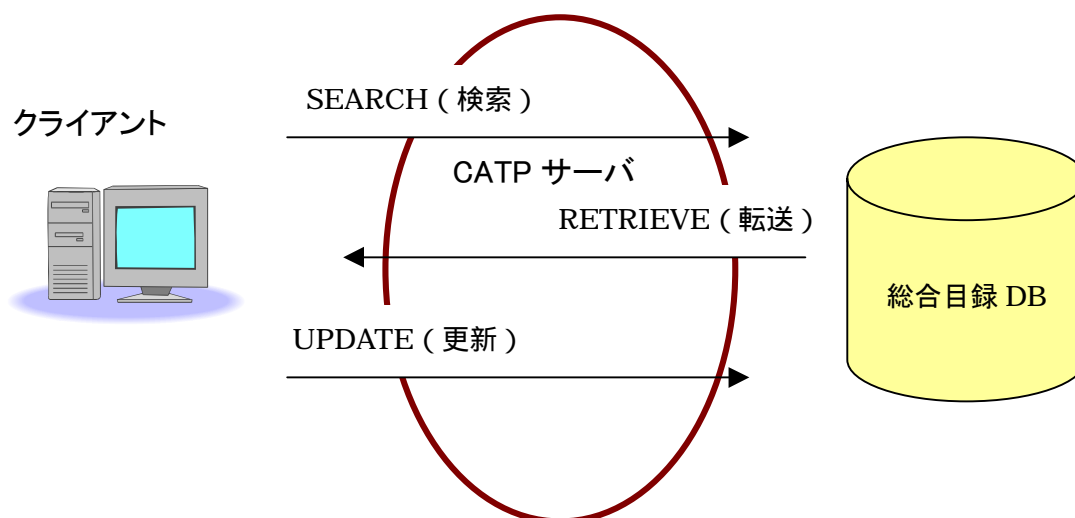 SEARCH（検索）
クライアント
CATP サーバ
RETRIEVE（転送）
総合目録 DB
UPDATE（更新）